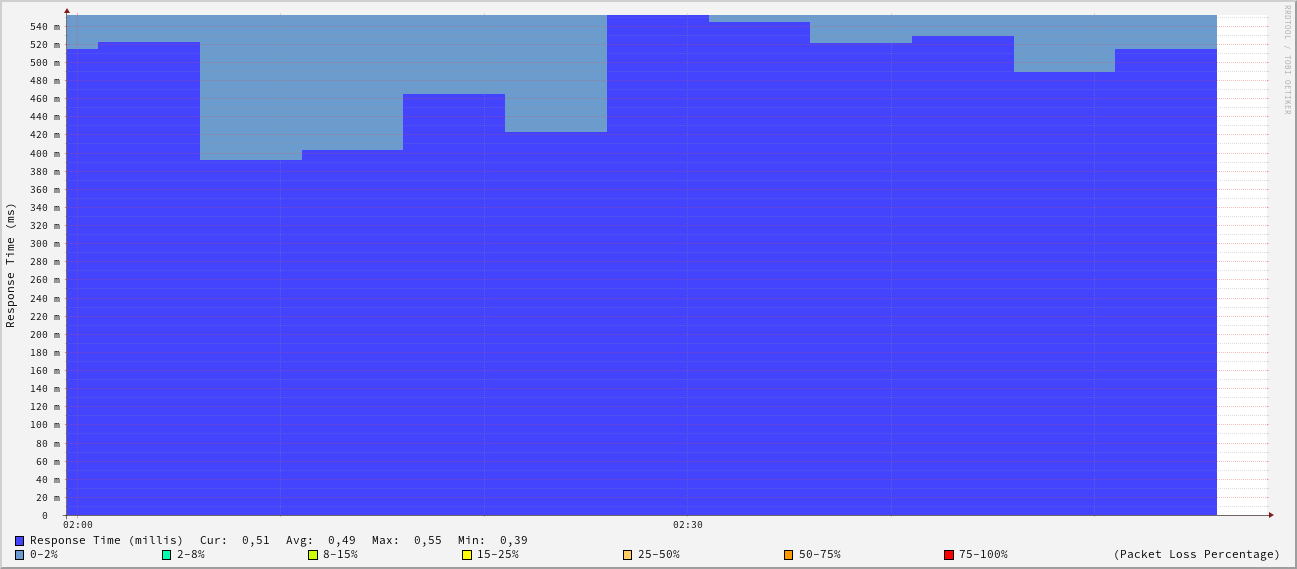 RRDTOOL / TOBI OETIKER
Response Time (ms)
540 m
520 m
500 m
480 m
460 m
440 m
420 m
400 m
380 m
360 m
340 m
320 m
300 m
280 m
260 m
240 m
220 m
200 m
180 m
160 m
140 m
120 m
100 m
80 m
60 m
40 m
20 m
0
02:00 02:30
Response Time (millis) Cur: 0,51 Avg: 0,49 Max: 0,55 Min: 0,39
0-2% 2-8% 8-15% 15-25% 25-50% 50-75% 75-100% (Packet Loss Percentage)